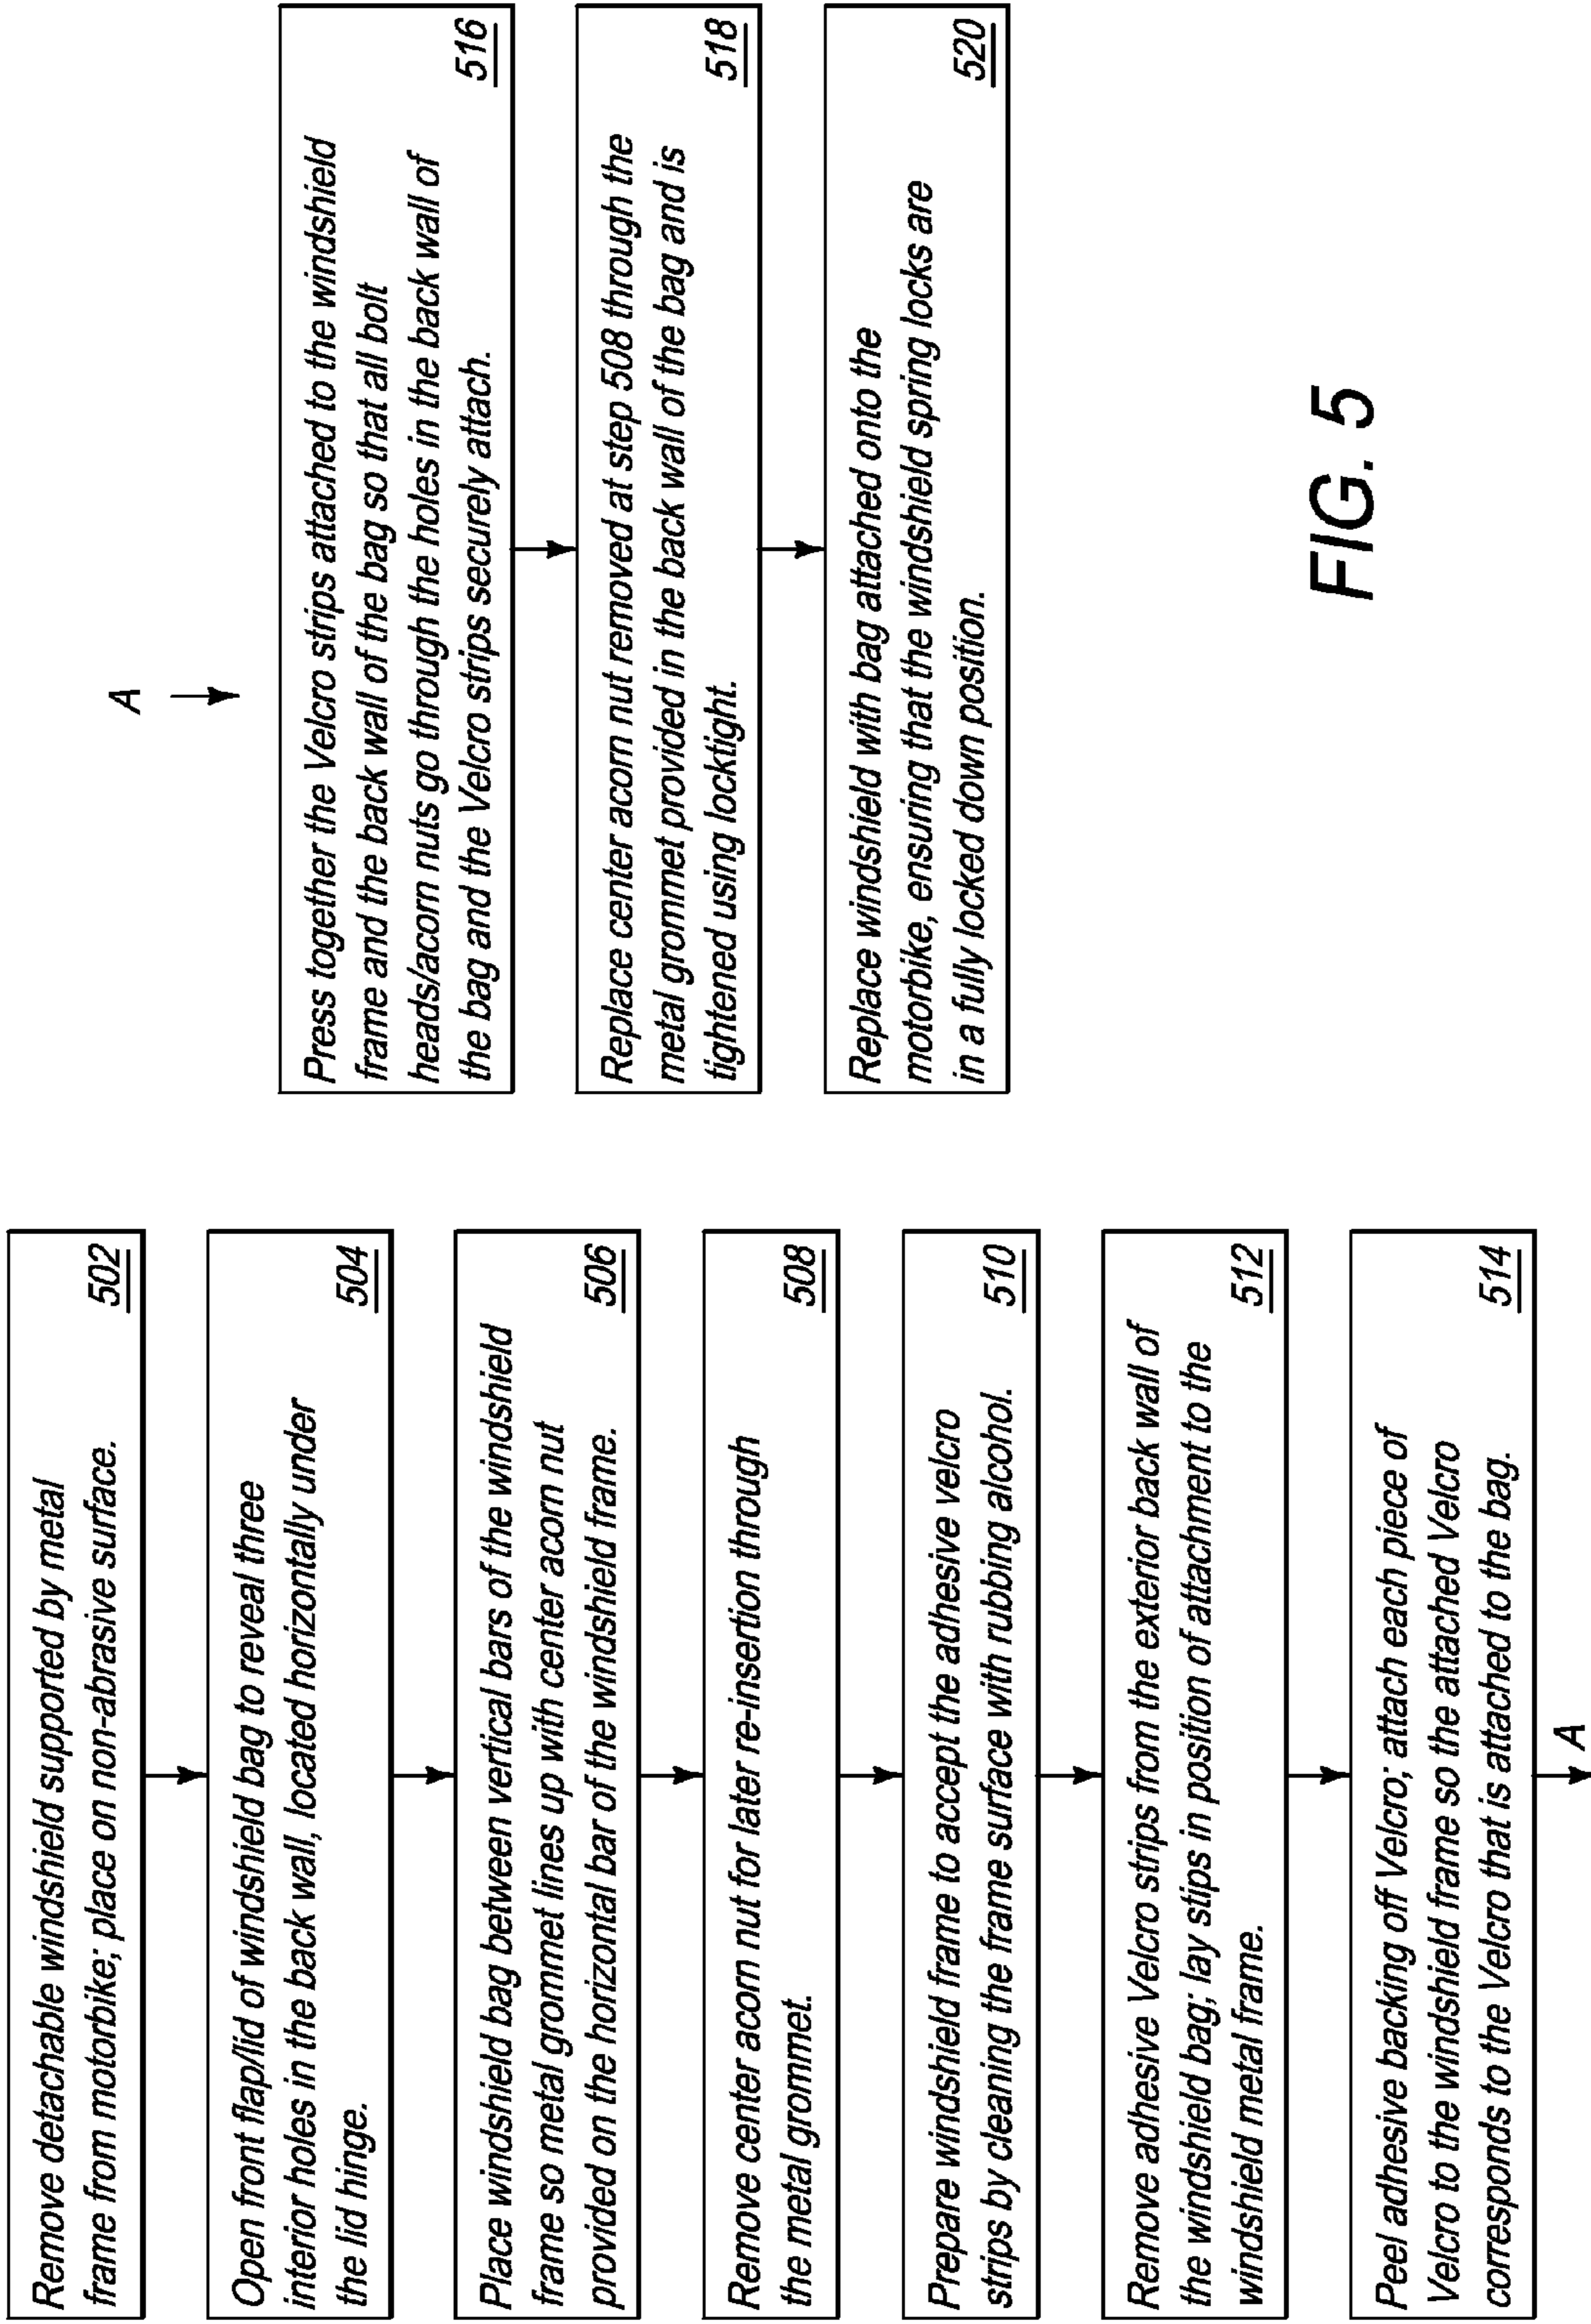 Remove detachable windshield supported by metal
frame from motorbike; place on non-abrasive surface.
502
Open front flap/lid of windshield bag to reveal three
interior holes in the back wall, located horizontally under
the lid hinge.
504
Place windshield bag between vertical bars of the windshield
frame so metal grommet lines up with center acorn nut
provided on the horizontal bar of the windshield frame.
506
Remove center acorn nut for later re-insertion through
the metal grommet.
508
Prepare windshield frame to accept the adhesive velcro
strips by cleaning the frame surface with rubbing alcohol.
510
Remove adhesive Velcro strips from the exterior back wall of
the windshield bag; lay stips in position of attachment to the
windshield metal frame.
512
Peel adhesive backing off Velcro; attach each piece of
Velcro to the windshield frame so the attached Velcro
corresponds to the Velcro that is attached to the bag.
514
A
A
Press together the Velcro strips attached to the windshield
frame and the back wall of the bag so that all bolt
heads/acorn nuts go through the holes in the back wall of
the bag and the Velcro strips securely attach.
516
Replace center acorn nut removed at step 508 through the
metal grommet provided in the back wall of the bag and is
tightened using locktight.
518
Replace windshield with bag attached onto the
motorbike, ensuring that the windshield spring locks are
in a fully locked down position.
520
FIG. 5